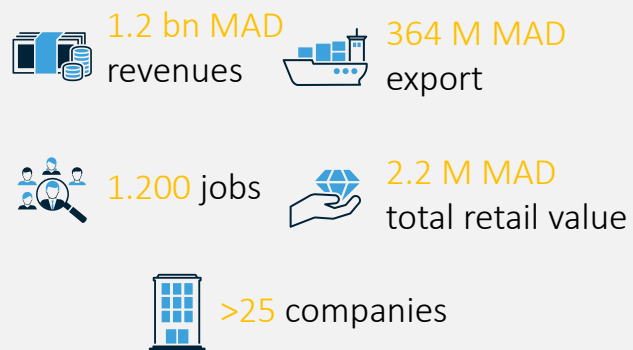 1.2 bn MAD
revenues
364 M MAD
export
1.200 jobs
2.2 M MAD
total retail value
>25 companies